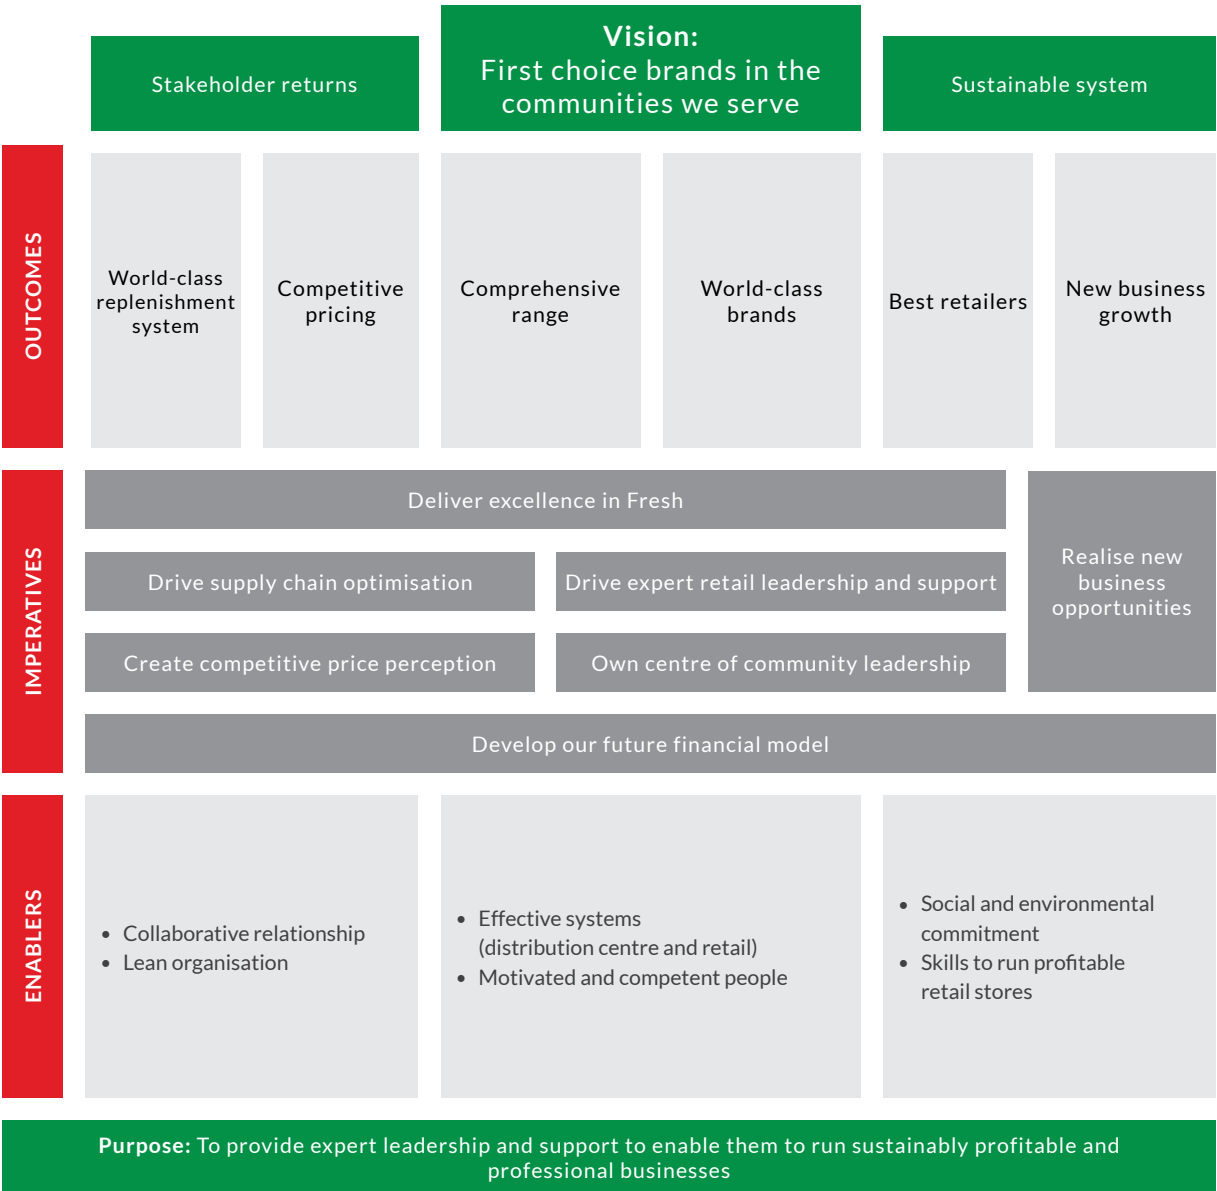 Stakeholder returns
Vision:
First choice brands in the
communities we serve
Sustainable system
OUTCOMES
World-class
replenishment
system
Competitive
pricing
Comprehensive
range
World-class
brands
Best retailers
New business
growth
IMPERATIVES
Deliver excellence in Fresh
Drive supply chain optimisation
Drive expert retail leadership and support
Create competitive price perception
Own centre of community leadership
Realise new
business
opportunities
Develop our future financial model
ENABLERS
• Collaborative relationship
• Lean organisation
• Effective systems
(distribution centre and retail)
• Motivated and competent people
• Social and environmental
commitment
• Skills to run profitable
retail stores
Purpose: To provide expert leadership and support to enable them to run sustainably profitable and
professional businesses